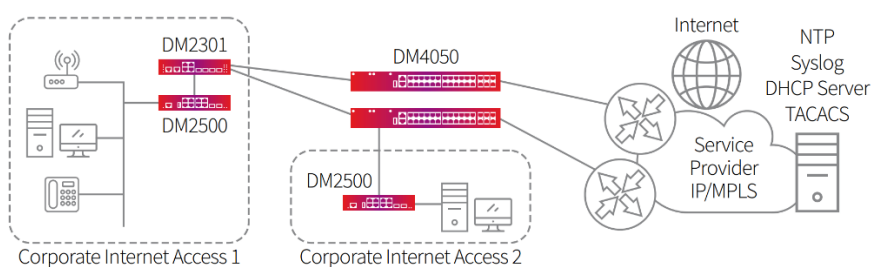 Internet
NTP
Syslog
DHCP Server
TACACS
DM2301
DM4050
DM2500
Service
Provider
IP/MPLS
DM2500
Corporate Internet Access 1
Corporate Internet Access 2